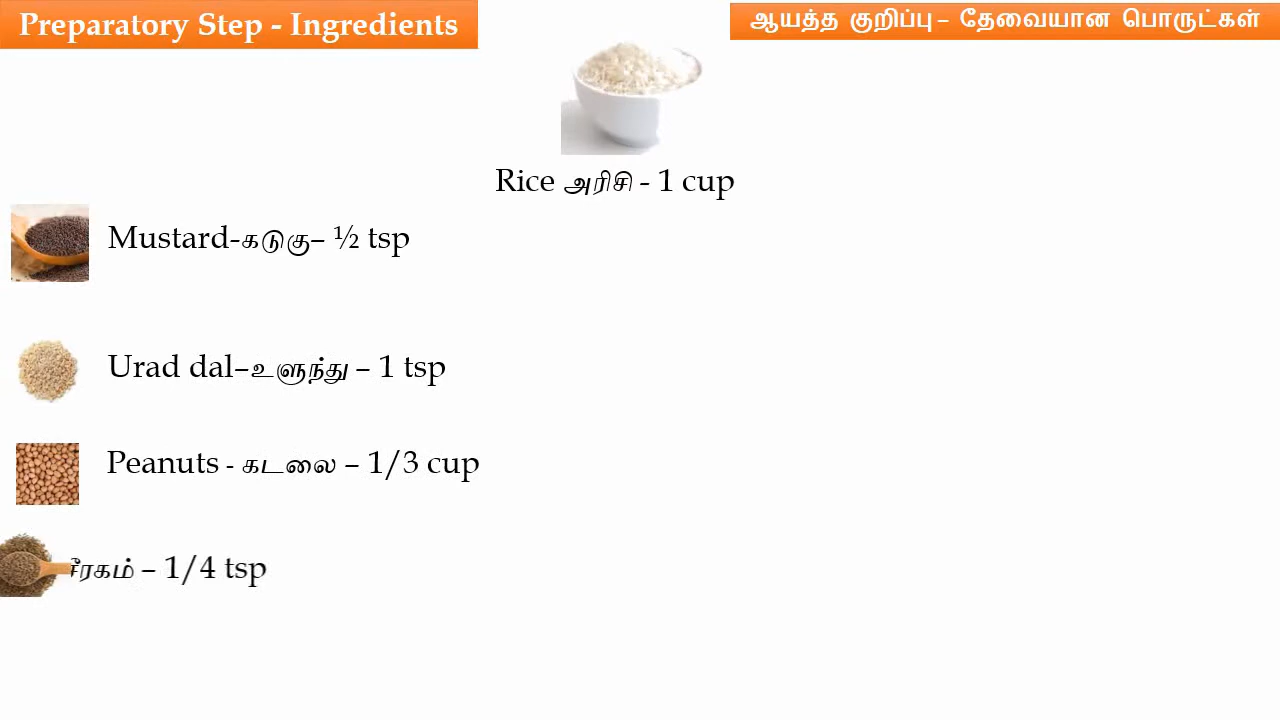 Preparatory Step - Ingredients
ஆயத்த குறிப்பு – தேவையான பொருட்கள்
Rice அரிசி - 1 cup
Mustard-கடுகு– ½ tsp
Urad dal–உளுந்து – 1 tsp
Peanuts - கடலை – 1/3 cup
சீரகம் – 1/4 tsp